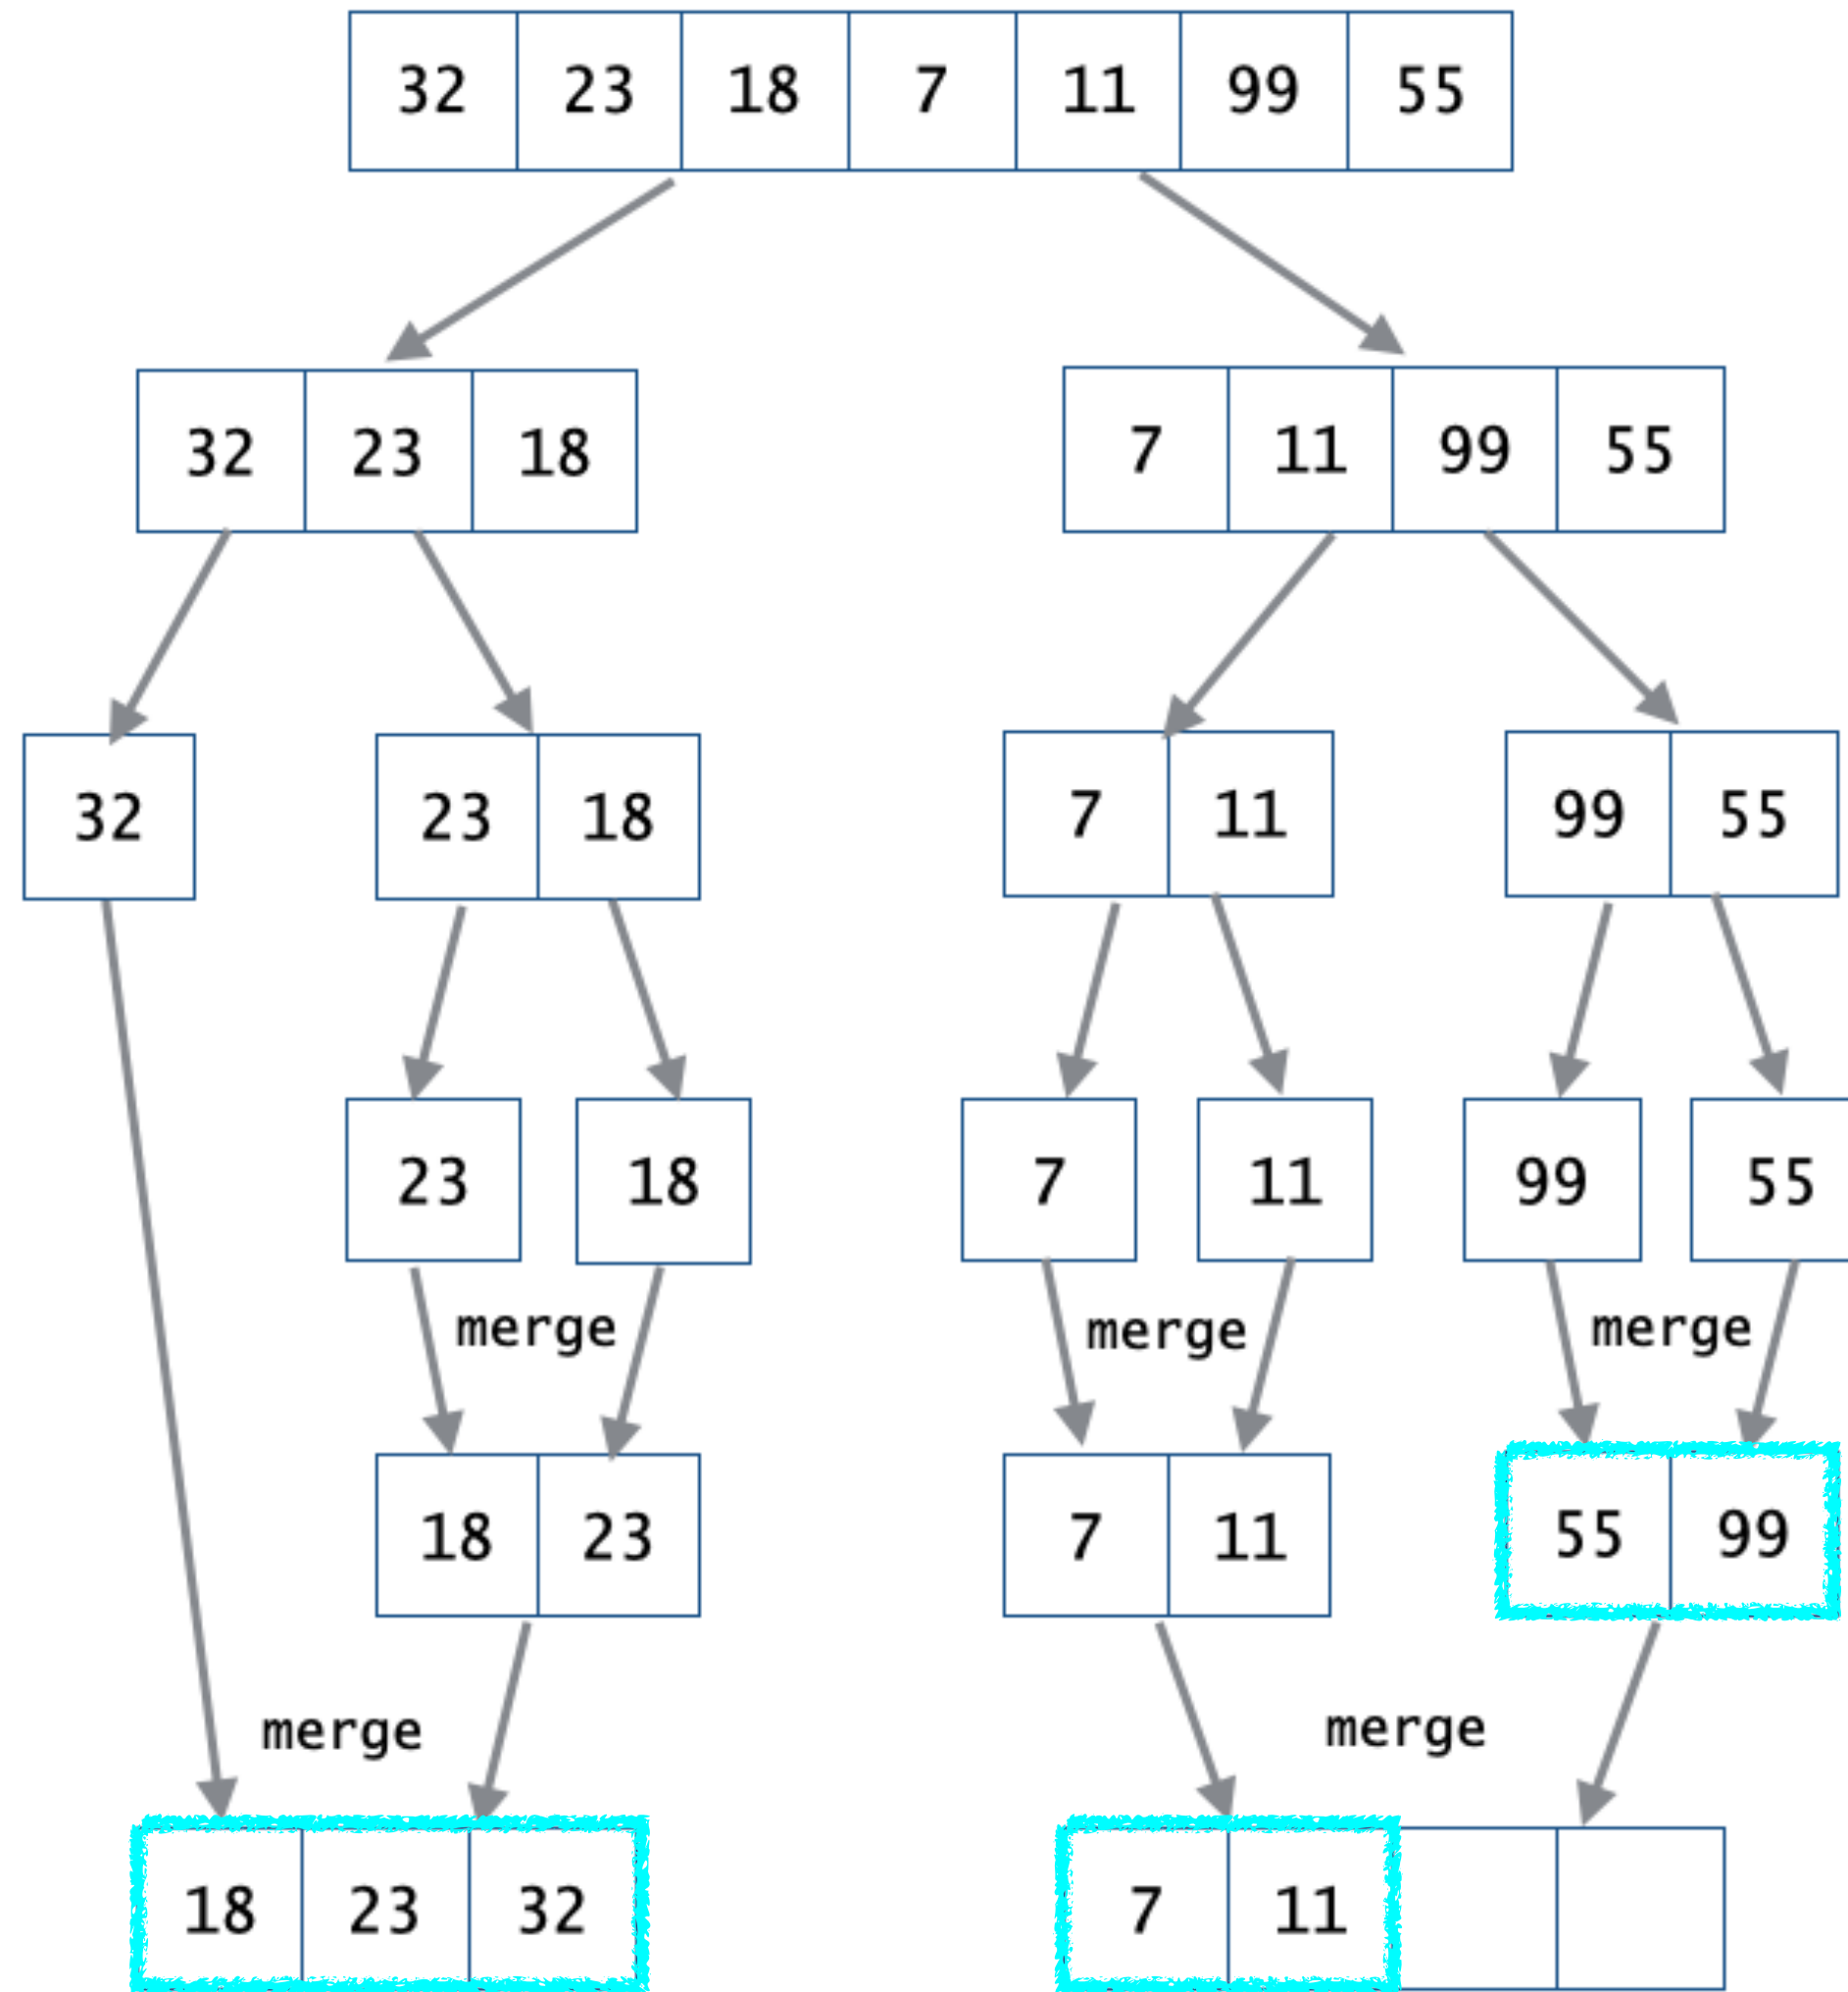 32 23 18 7 11 99 55
32 23 18 7 11 99 55
32 23 18 7 11 99 55
23 18 7 11 99 55
merge merge merge
18 23 7 11 55 99
merge merge
18 23 32 7 11